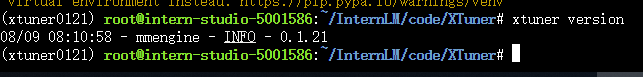 virtual environment instead: https://pip.pypa.io/warnings/venv
(xtuner0121) root@intern-studio-5001586:~/InternLM/code/XTuner# xtuner version
08/09 08:10:58 - mmengine - INFO - 0.1.21
(xtuner0121) root@intern-studio-5001586:~/InternLM/code/XTuner#